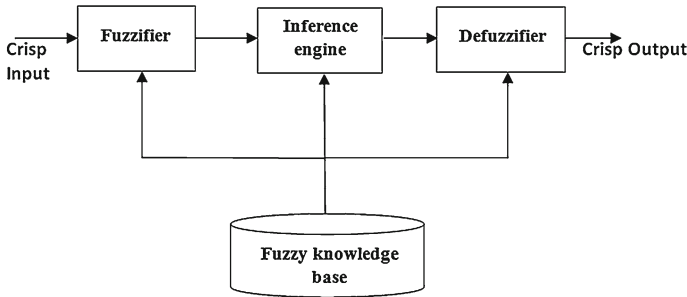 Crisp
Input
Fuzzifier
Inference
engine
Defuzzifier
Crisp Output
Fuzzy knowledge
base